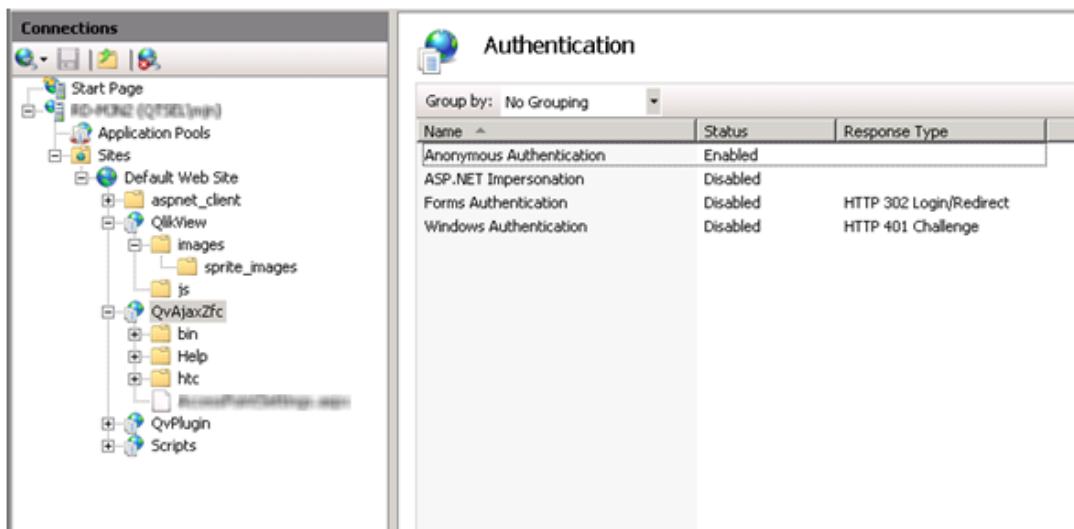 Connections
Start Page
Application Pools
Sites
Default Web Site
aspnet_client
QlikView
images
sprite_images
js
QvAjaxZfc
bin
Help
htc
QvPlugin
Scripts
Authentication
Group by: No Grouping
Name Status Response Type
Anonymous Authentication Enabled
ASP.NET Impersonation Disabled
Forms Authentication Disabled HTTP 302 Login/Redirect
Windows Authentication Disabled HTTP 401 Challenge